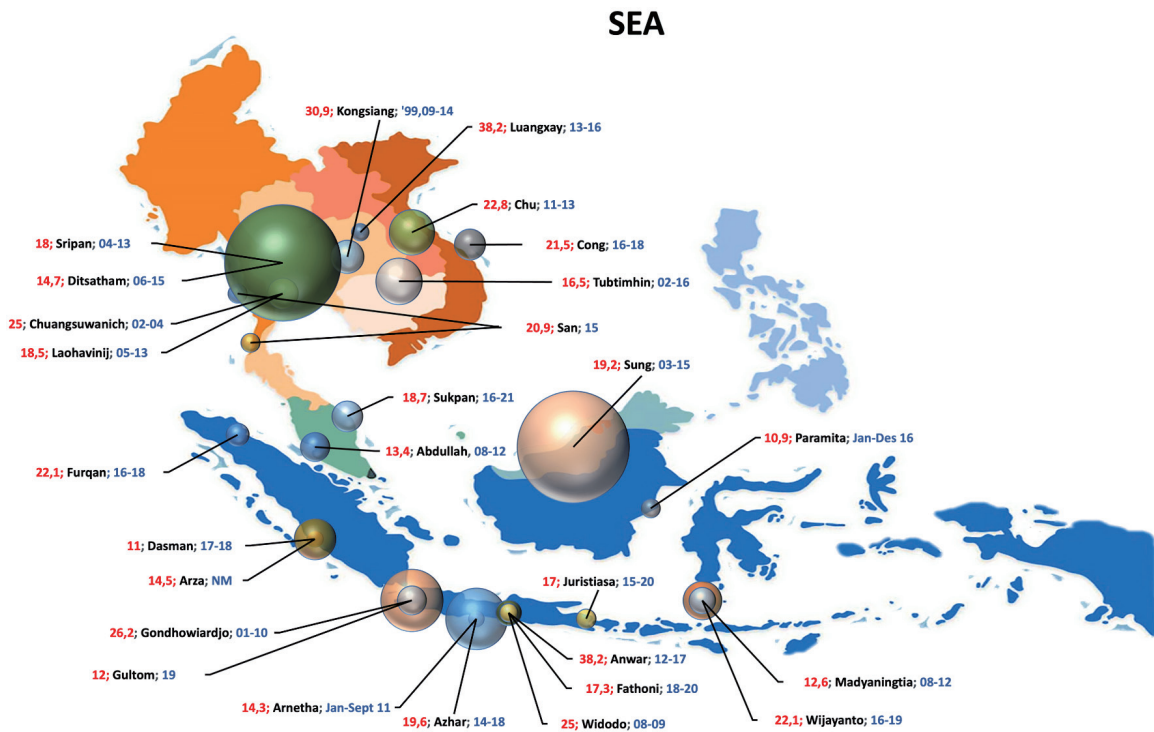 SEA
30,9; Kongsiang; '99,09-14
38,2; Luangxay; 13-16
22,8; Chu; 11-13
18; Sripan; 04-13
21,5; Cong; 16-18
14,7; Ditsatham; 06-15
16,5; Tubtimhin; 02-16
25; Chuangsuwanich; 02-04
20,9; San; 15
18,5; Laohavinij; 05-13
19,2; Sung; 03-15
18,7; Sukpan; 16-21
10,9; Paramita; Jan-Des 16
13,4; Abdullah, 08-12
22,1; Furqan; 16-18
11; Dasman; 17-18
14,5; Arza; NM
17; Juristiasa; 15-20
26,2; Gondhowiardjo; 01-10
38,2; Anwar; 12-17
12; Gultom; 19
12,6; Madyaningtia; 08-12
17,3; Fathoni; 18-20
14,3; Arnetha; Jan-Sept 11
19,6; Azhar; 14-18
25; Widodo; 08-09
22,1; Wijayanto; 16-19